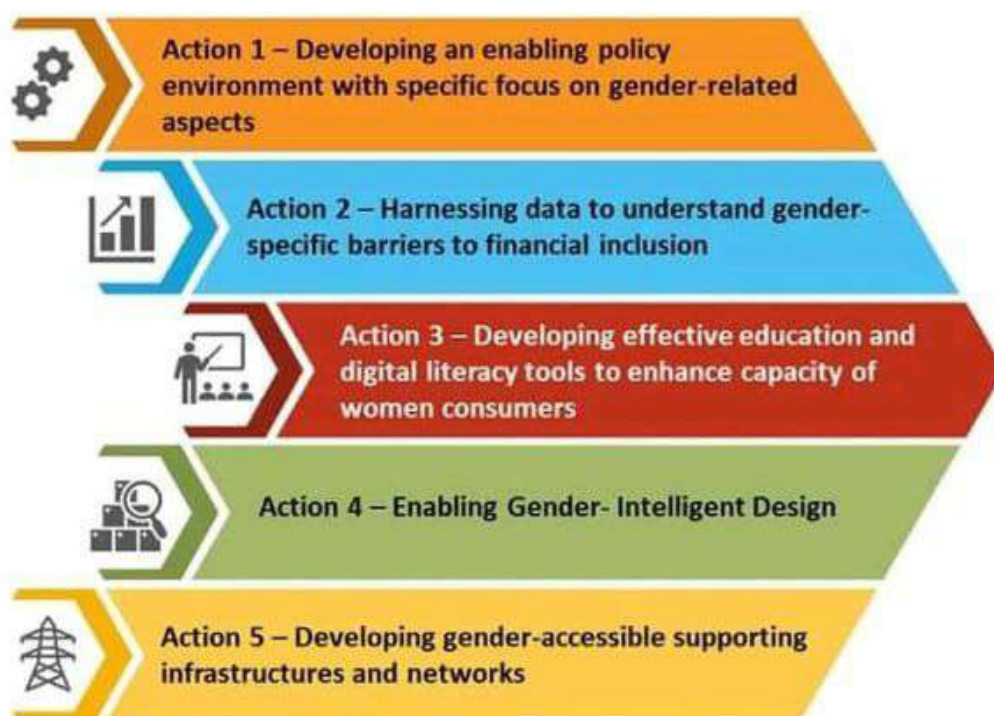 Action 1 – Developing an enabling policy
environment with specific focus on gender-related
aspects
Action 2 – Harnessing data to understand gender-
specific barriers to financial inclusion
Action 3 – Developing effective education and
digital literacy tools to enhance capacity of
women consumers
Action 4 – Enabling Gender- Intelligent Design
Action 5 – Developing gender-accessible supporting
infrastructures and networks